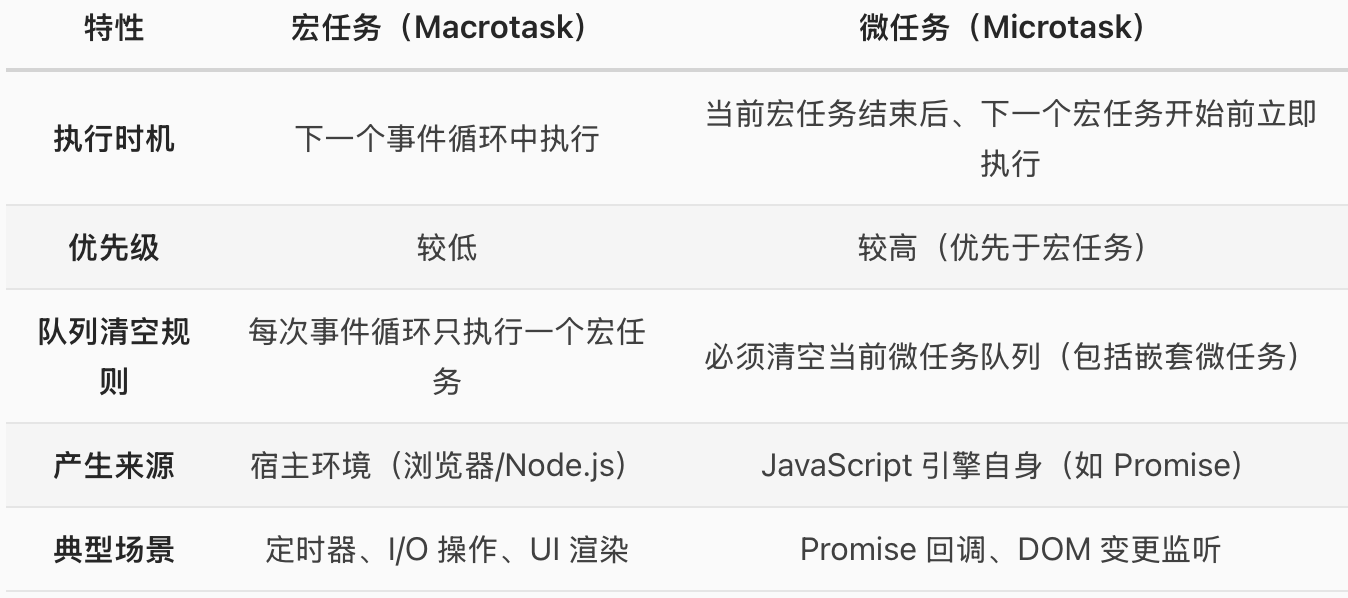 特性 宏任务（Macrotask） 微任务（Microtask）
执行时机 下一个事件循环中执行 当前宏任务结束后、下一个宏任务开始前立即
执行
优先级 较低 较高（优先于宏任务）
队列清空规
则
每次事件循环只执行一个宏任
务
必须清空当前微任务队列（包括嵌套微任务）
产生来源 宿主环境（浏览器/Node.js） JavaScript 引擎自身（如 Promise）
典型场景 定时器、I/O 操作、UI 渲染 Promise 回调、DOM 变更监听